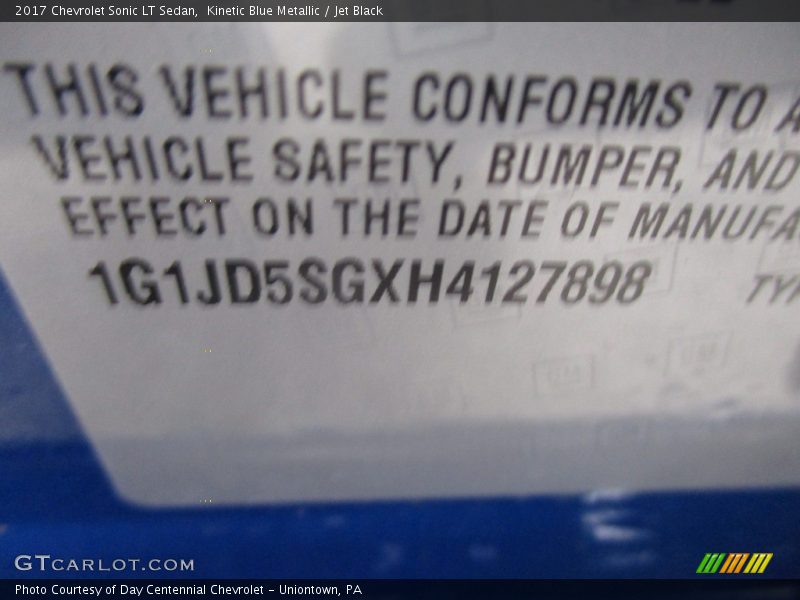 2017 Chevrolet Sonic LT Sedan,  Kinetic Blue Metallic / Jet Black
THIS VEHICLE CONFORMS TO A
VEHICLE SAFETY, BUMPER, AND
EFFECT ON THE DATE OF MANUFA
1G1JD5SGXH4127898 TYP
GTCARLOT.COM
Photo Courtesy of Day Centennial Chevrolet - Uniontown, PA